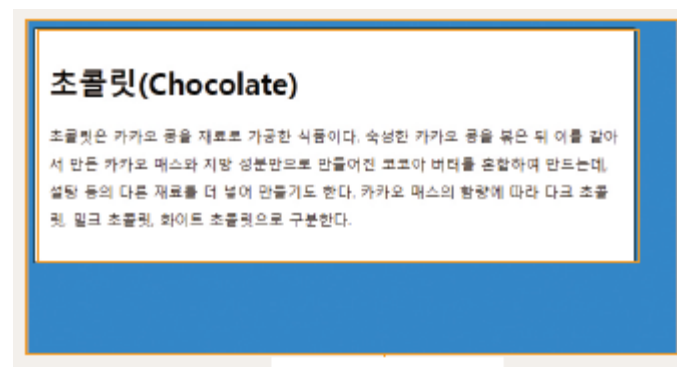 초콜릿(Chocolate)
초콜릿은 카카오 콩을 재료로 가공한 식품이다. 숙성한 카카오 콩을 볶은 뒤 이를 갈아
서 만든 카카오 매스와 지방 성분만으로 만들어진 코코아 버터를 혼합하여 만드는데,
설탕 등의 다른 재료를 더 넣어 만들기도 한다. 카카오 매스의 함량에 따라 다크 초콜
릿, 밀크 초콜릿, 화이트 초콜릿으로 구분한다.